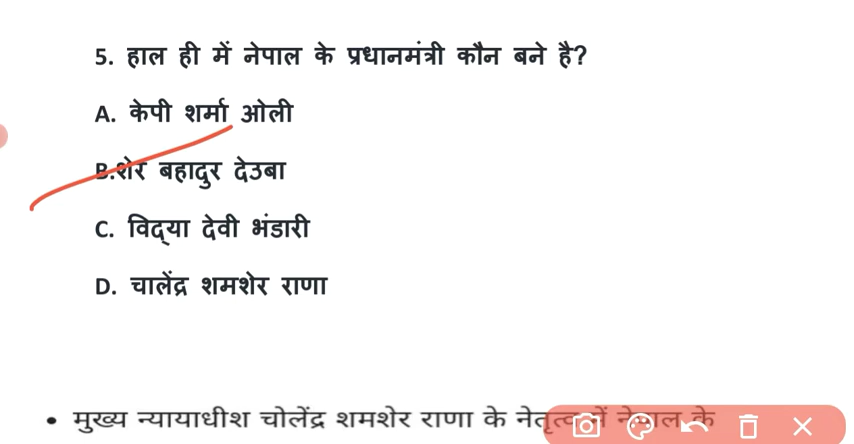 5. हाल ही में नेपाल के प्रधानमंत्री कौन बने है?
A. केपी शर्मा ओली
B.शेर बहादुर देउबा
C. विद्या देवी भंडारी
D. चालेंद्र शमशेर राणा
• मुख्य न्यायाधीश चोलेंद्र शमशेर राणा के नेतृत्व में नेपाल के